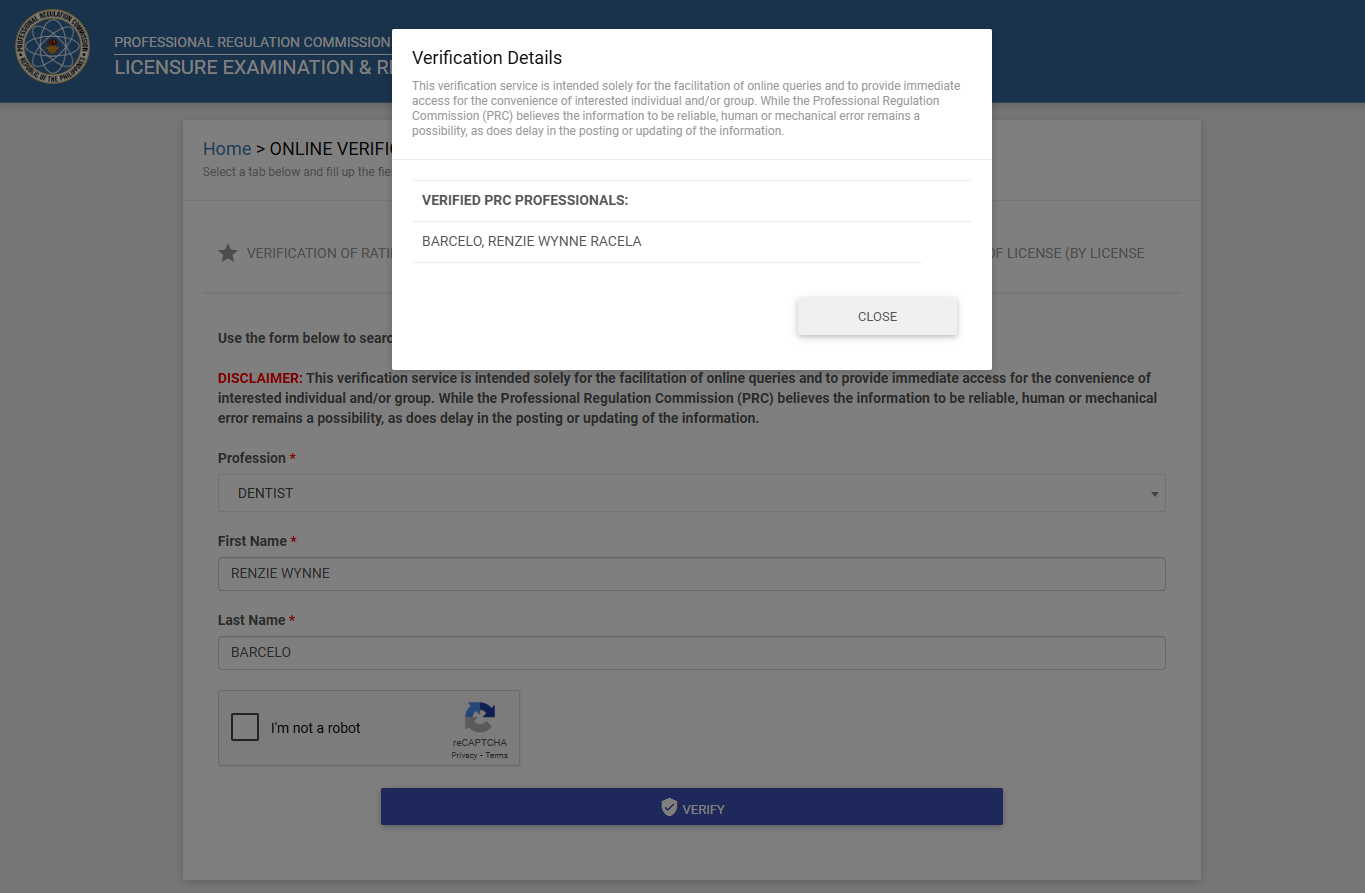 PROFESSIONAL REGULATION COMMISSION
REPUBLIC OF THE PHILIPPINES
PROFESSIONAL REGULATION COMMISSION
LICENSURE EXAMINATION & R
Verification Details
This verification service is intended solely for the facilitation of online queries and to provide immediate
access for the convenience of interested individual and/or group. While the Professional Regulation
Commission (PRC) believes the information to be reliable, human or mechanical error remains a
possibility, as does delay in the posting or updating of the information.
VERIFIED PRC PROFESSIONALS:
BARCELO, RENZIE WYNNE RACELA
CLOSE
Home > ONLINE VERIFI
Select a tab below and fill up the fie
VERIFICATION OF RATI
OF LICENSE (BY LICENSE
Use the form below to searc
DISCLAIMER: This verification service is intended solely for the facilitation of online queries and to provide immediate access for the convenience of
interested individual and/or group. While the Professional Regulation Commission (PRC) believes the information to be reliable, human or mechanical
error remains a possibility, as does delay in the posting or updating of the information.
Profession *
DENTIST
First Name *
RENZIE WYNNE
Last Name *
BARCELO
I'm not a robot
reCAPTCHA
Privacy - Terms
VERIFY